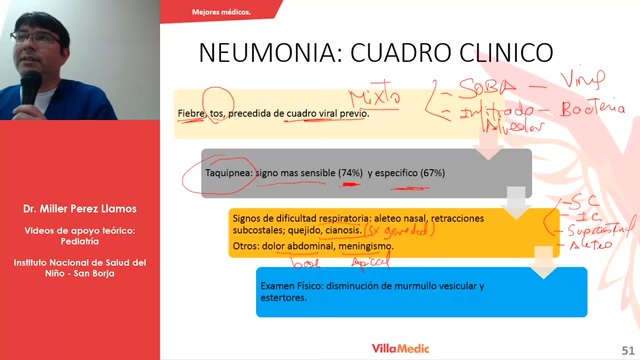 Mejores médicos.
NEUMONIA: CUADRO CLINICO
Mixto
SOBA — Viral
Infiltrado — Bacteria
Alveolar
Fiebre, tos, precedida de cuadro viral previo.
Taquipnea: signo mas sensible (74%) y especifico (67%)
Signos de dificultad respiratoria: aleteo nasal, retracciones
subcostales; quejido, cianosis. (Sx gravedad)
Otros: dolor abdominal, meningismo.
base apical
- SC
- IC
- Supraesternal
- Aleteo
Examen Físico: disminución de murmullo vesicular y
estertores.
Dr. Miller Perez Llamos
Videos de apoyo teórico:
Pediatría
Instituto Nacional de Salud del
Niño - San Borja
VillaMedic
51